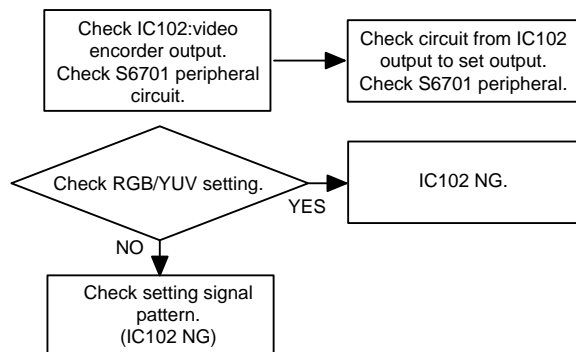 Check IC102:video
encorder output.
Check S6701 peripheral
circuit.
Check circuit from IC102
output to set output.
Check S6701 peripheral.
Check RGB/YUV setting.
YES
IC102 NG.
NO
Check setting signal
pattern.
(IC102 NG)